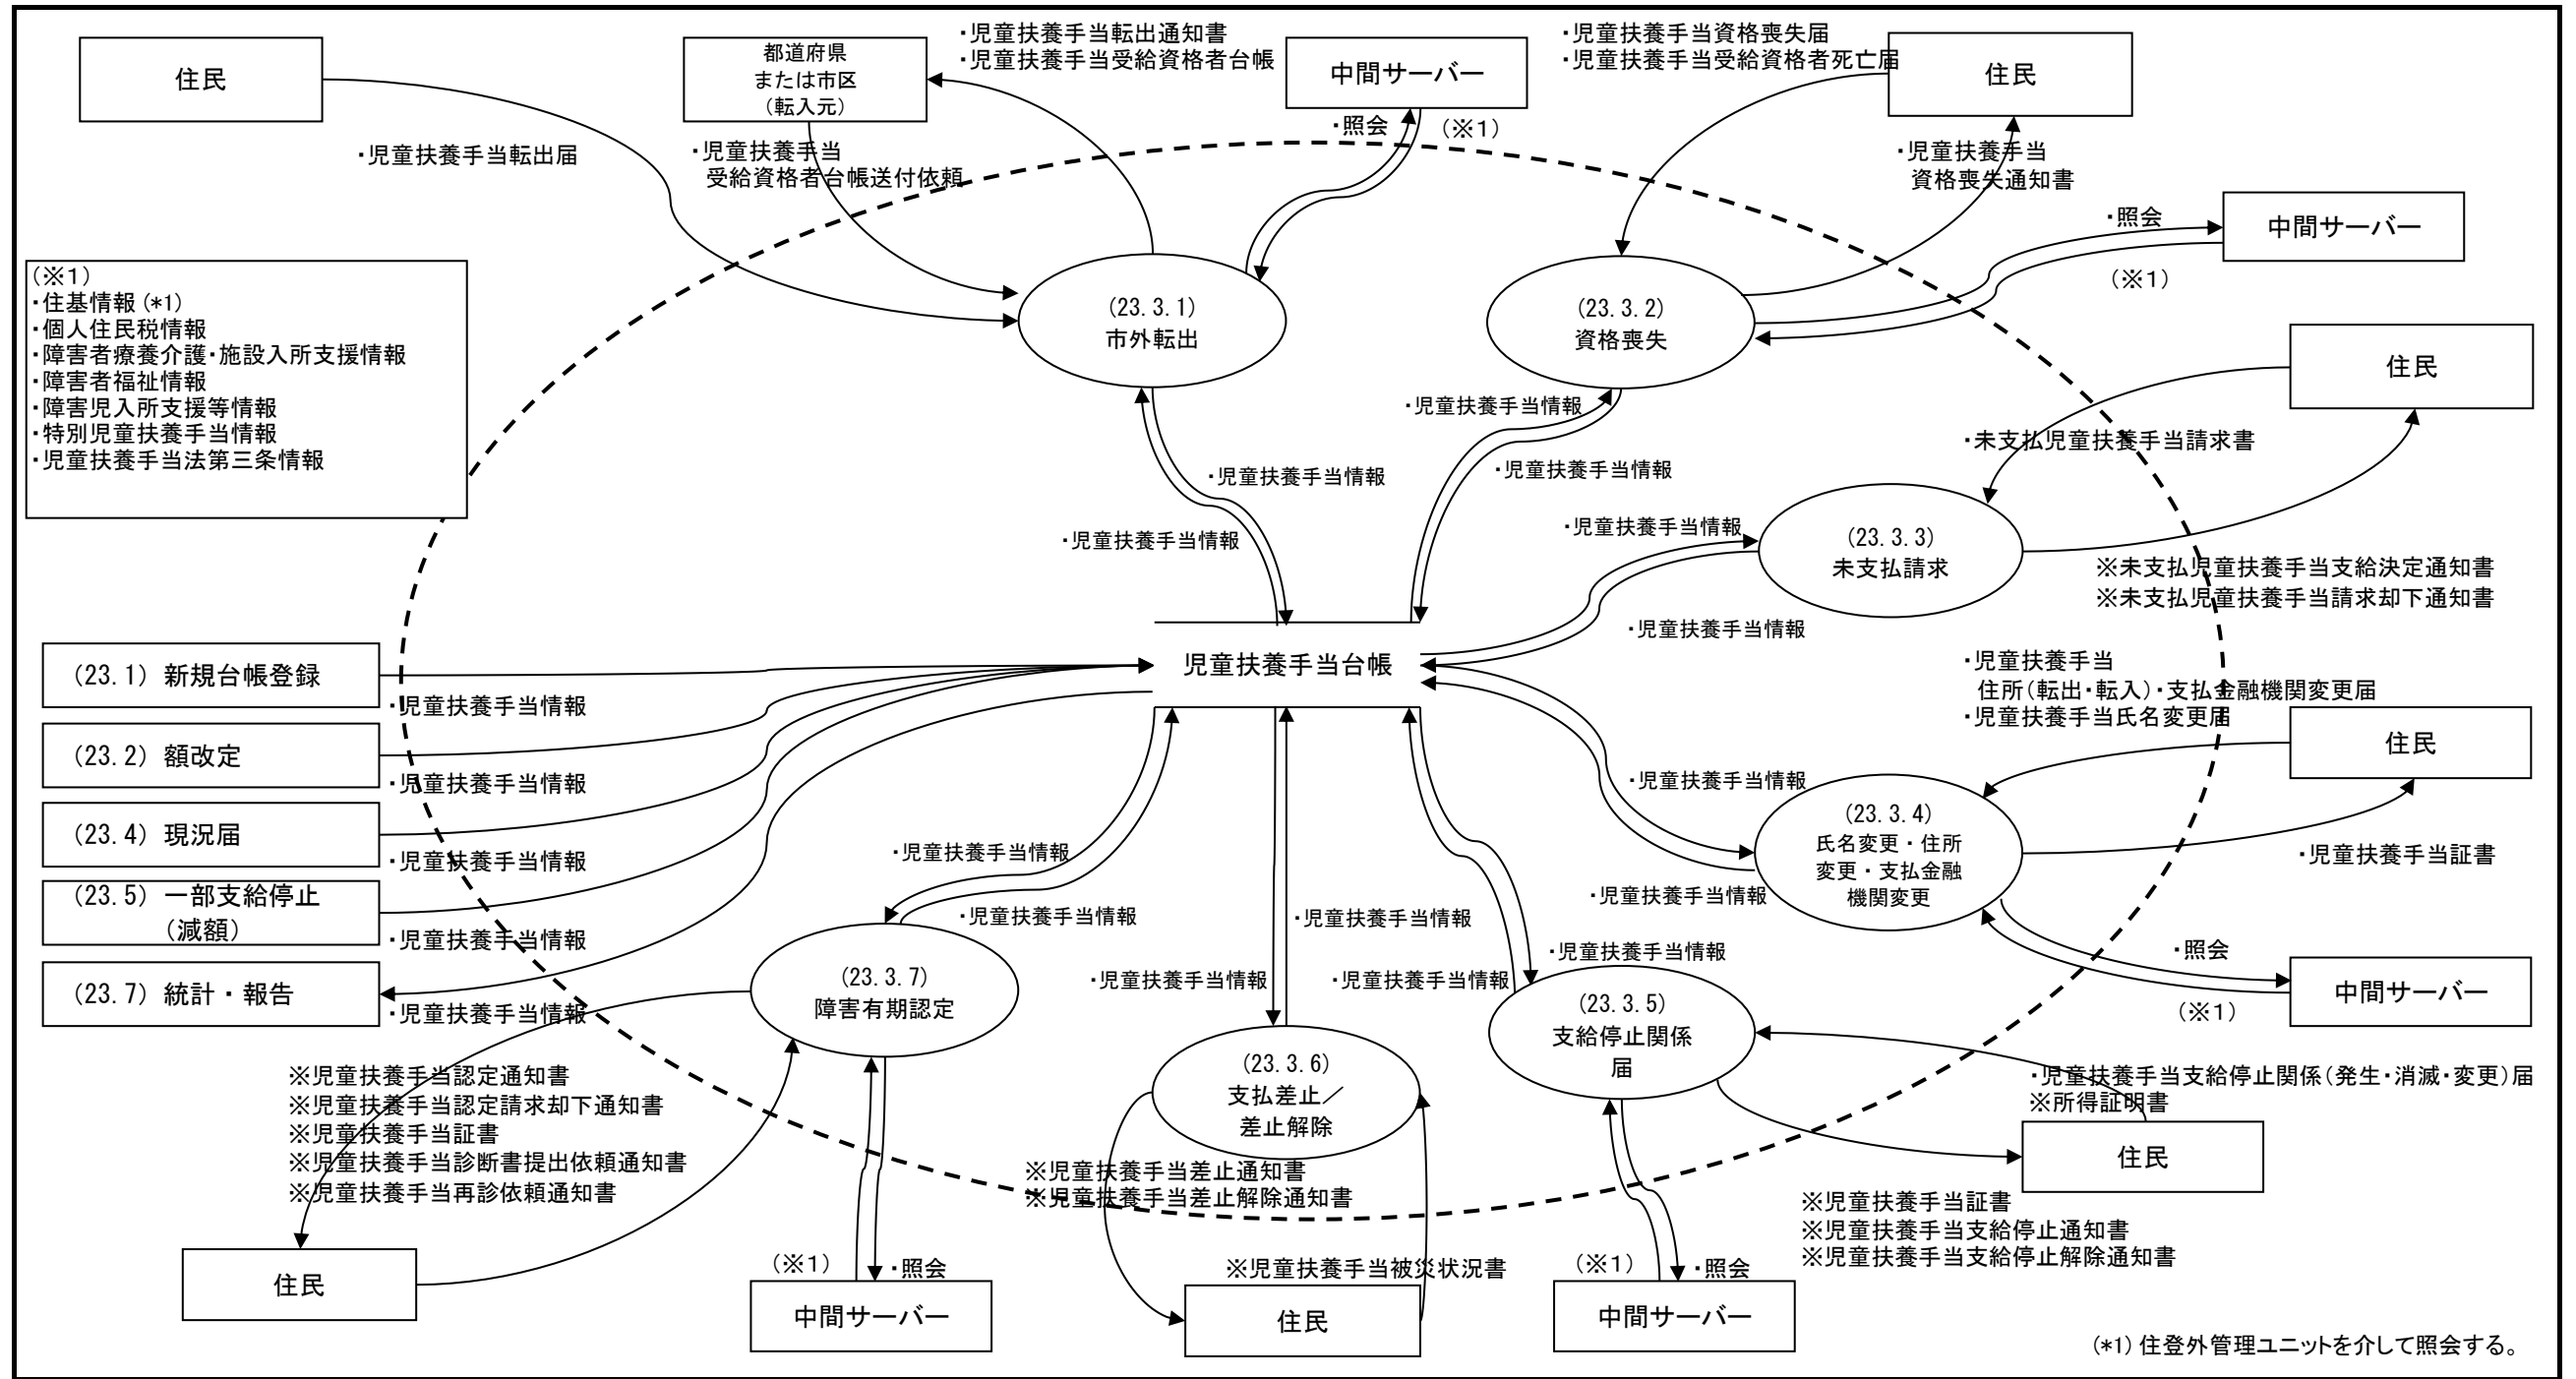 住民
都道府県
または市区
（転入元）
・児童扶養手当転出通知書
・児童扶養手当受給資格者台帳
中間サーバー
・児童扶養手当資格喪失届
・児童扶養手当受給資格者死亡届
住民
・児童扶養手当転出届
・児童扶養手当
受給資格者台帳送付依頼
・照会
（※1）
・児童扶養手当
資格喪失通知書
・照会
中間サーバー
（※1）
（※1）
・住基情報（*1）
・個人住民税情報
・障害者療養介護・施設入所支援情報
・障害者福祉情報
・障害児入所支援等情報
・特別児童扶養手当情報
・児童扶養手当法第三条情報
（23.3.1）
市外転出
（23.3.2）
資格喪失
住民
・児童扶養手当情報
・未支払児童扶養手当請求書
・児童扶養手当情報
・児童扶養手当情報
・児童扶養手当情報
・児童扶養手当情報
（23.3.3）
未支払請求
※未支払児童扶養手当支給決定通知書
※未支払児童扶養手当請求却下通知書
・児童扶養手当情報
児童扶養手当台帳
（23.1）新規台帳登録
・児童扶養手当情報
（23.2）額改定
・児童扶養手当情報
（23.4）現況届
・児童扶養手当情報
（23.5）一部支給停止
（減額）
・児童扶養手当情報
（23.7）統計・報告
・児童扶養手当情報
・児童扶養手当
住所（転出・転入）・支払金融機関変更届
・児童扶養手当氏名変更届
住民
・児童扶養手当情報
（23.3.4）
氏名変更・住所
変更・支払金融
機関変更
・児童扶養手当証書
・児童扶養手当情報
・照会
（※1）
中間サーバー
・児童扶養手当情報
・児童扶養手当情報
（23.3.7）
障害有期認定
・児童扶養手当情報
・児童扶養手当情報
・児童扶養手当情報
・児童扶養手当情報
（23.3.5）
支給停止関係
届
（23.3.6）
支払差止／
差止解除
・児童扶養手当支給停止関係（発生・消滅・変更）届
※所得証明書
住民
※児童扶養手当認定通知書
※児童扶養手当認定請求却下通知書
※児童扶養手当証書
※児童扶養手当診断書提出依頼通知書
※児童扶養手当再診依頼通知書
※児童扶養手当差止通知書
※児童扶養手当差止解除通知書
※児童扶養手当証書
※児童扶養手当支給停止通知書
※児童扶養手当支給停止解除通知書
住民
（※1）
・照会
中間サーバー
※児童扶養手当被災状況書
住民
（※1）
・照会
中間サーバー
（*1）住登外管理ユニットを介して照会する。